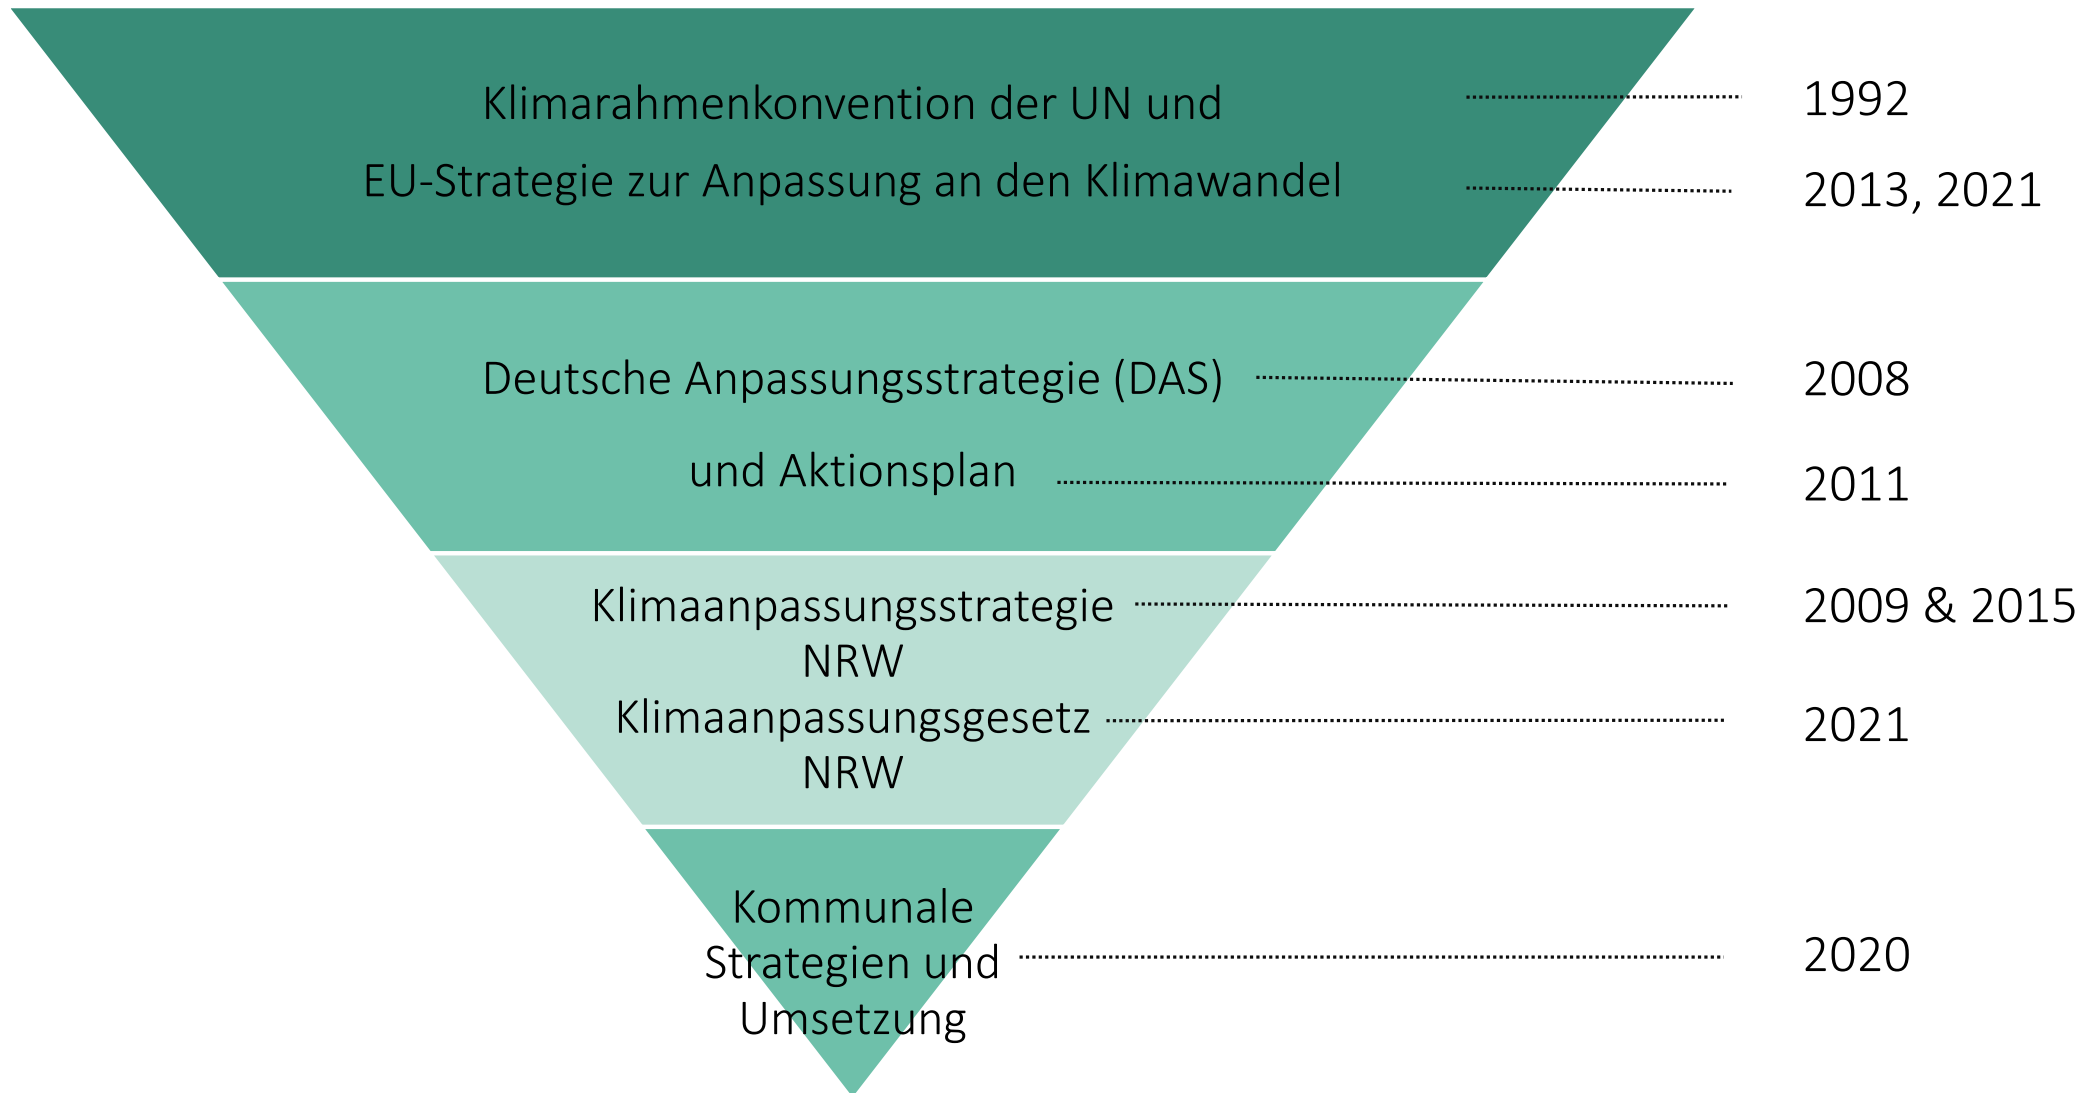 Klimarahmenkonvention der UN und 1992
EU-Strategie zur Anpassung an den Klimawandel 2013, 2021
Deutsche Anpassungsstrategie (DAS) 2008
und Aktionsplan 2011
Klimaanpassungsstrategie 2009 & 2015
NRW
Klimaanpassungsgesetz 2021
NRW
Kommunale
Strategien und 2020
Umsetzung